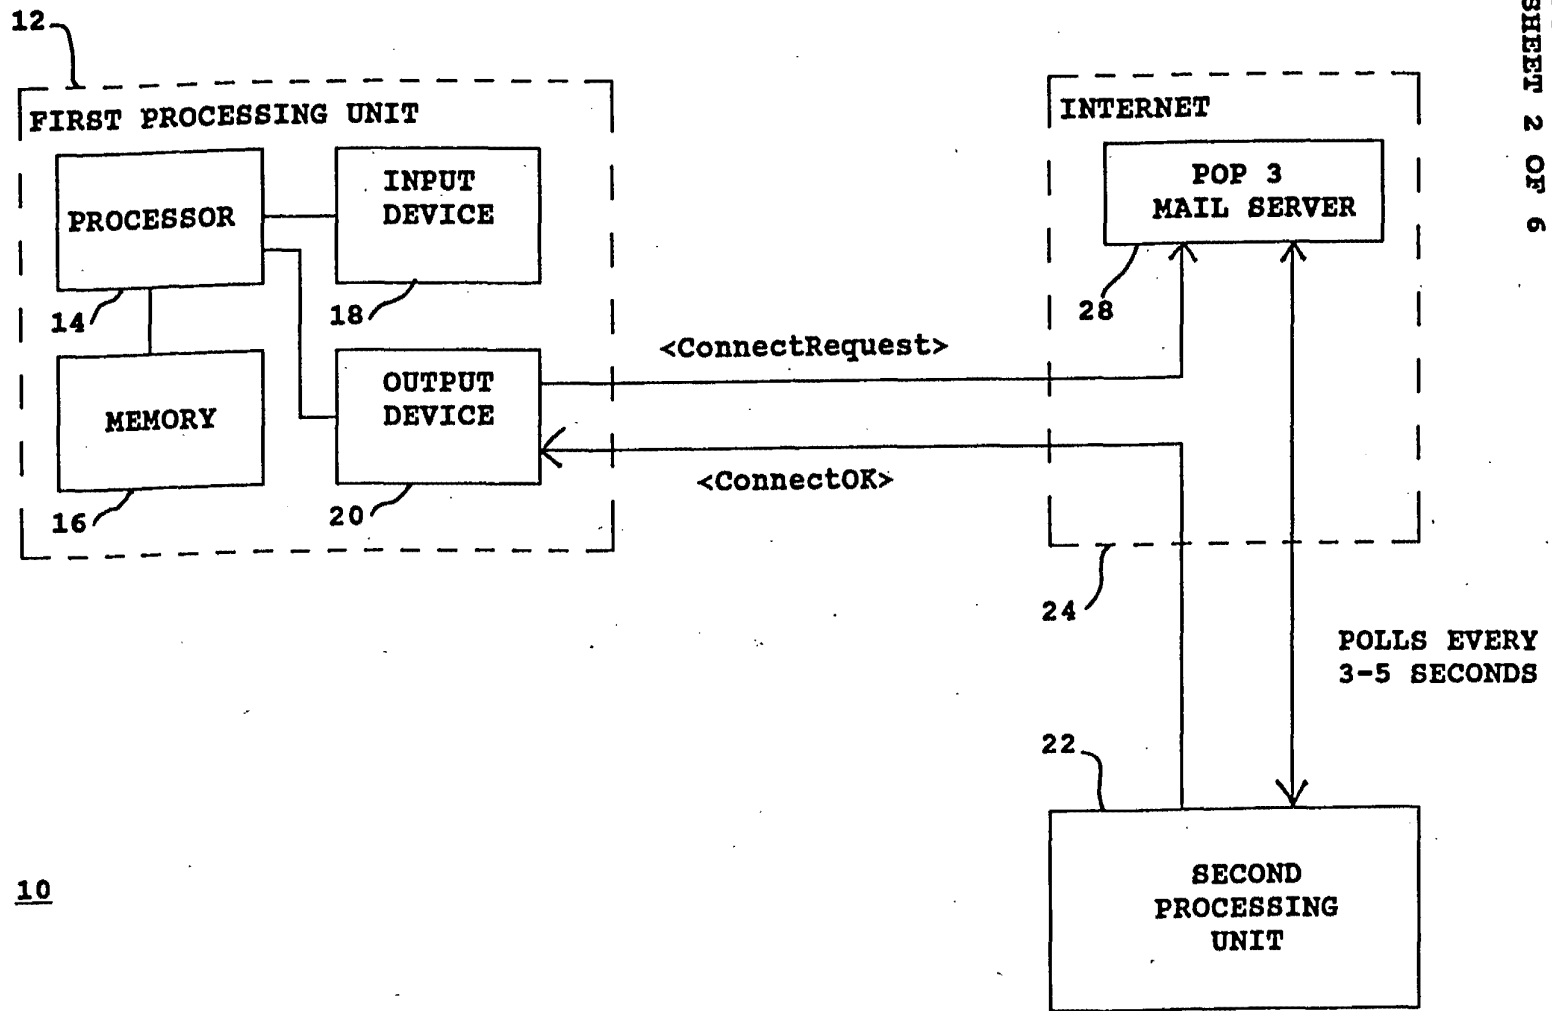 12
FIRST PROCESSING UNIT
PROCESSOR
14
INPUT
DEVICE
18
MEMORY
16
OUTPUT
DEVICE
20
<ConnectRequest>
<ConnectOK>
INTERNET
POP 3
MAIL SERVER
28
24
POLLS EVERY
3-5 SECONDS
22
SECOND
PROCESSING
UNIT
10
SHEET 2 OF 6